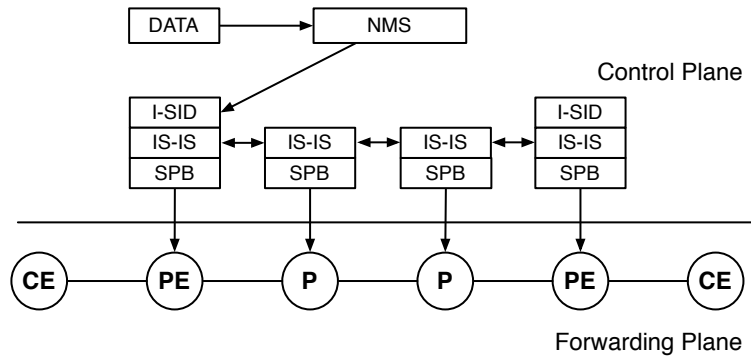 DATA NMS
Control Plane
I-SID I-SID
IS-IS IS-IS IS-IS IS-IS
SPB SPB SPB SPB
CE PE P P PE CE
Forwarding Plane